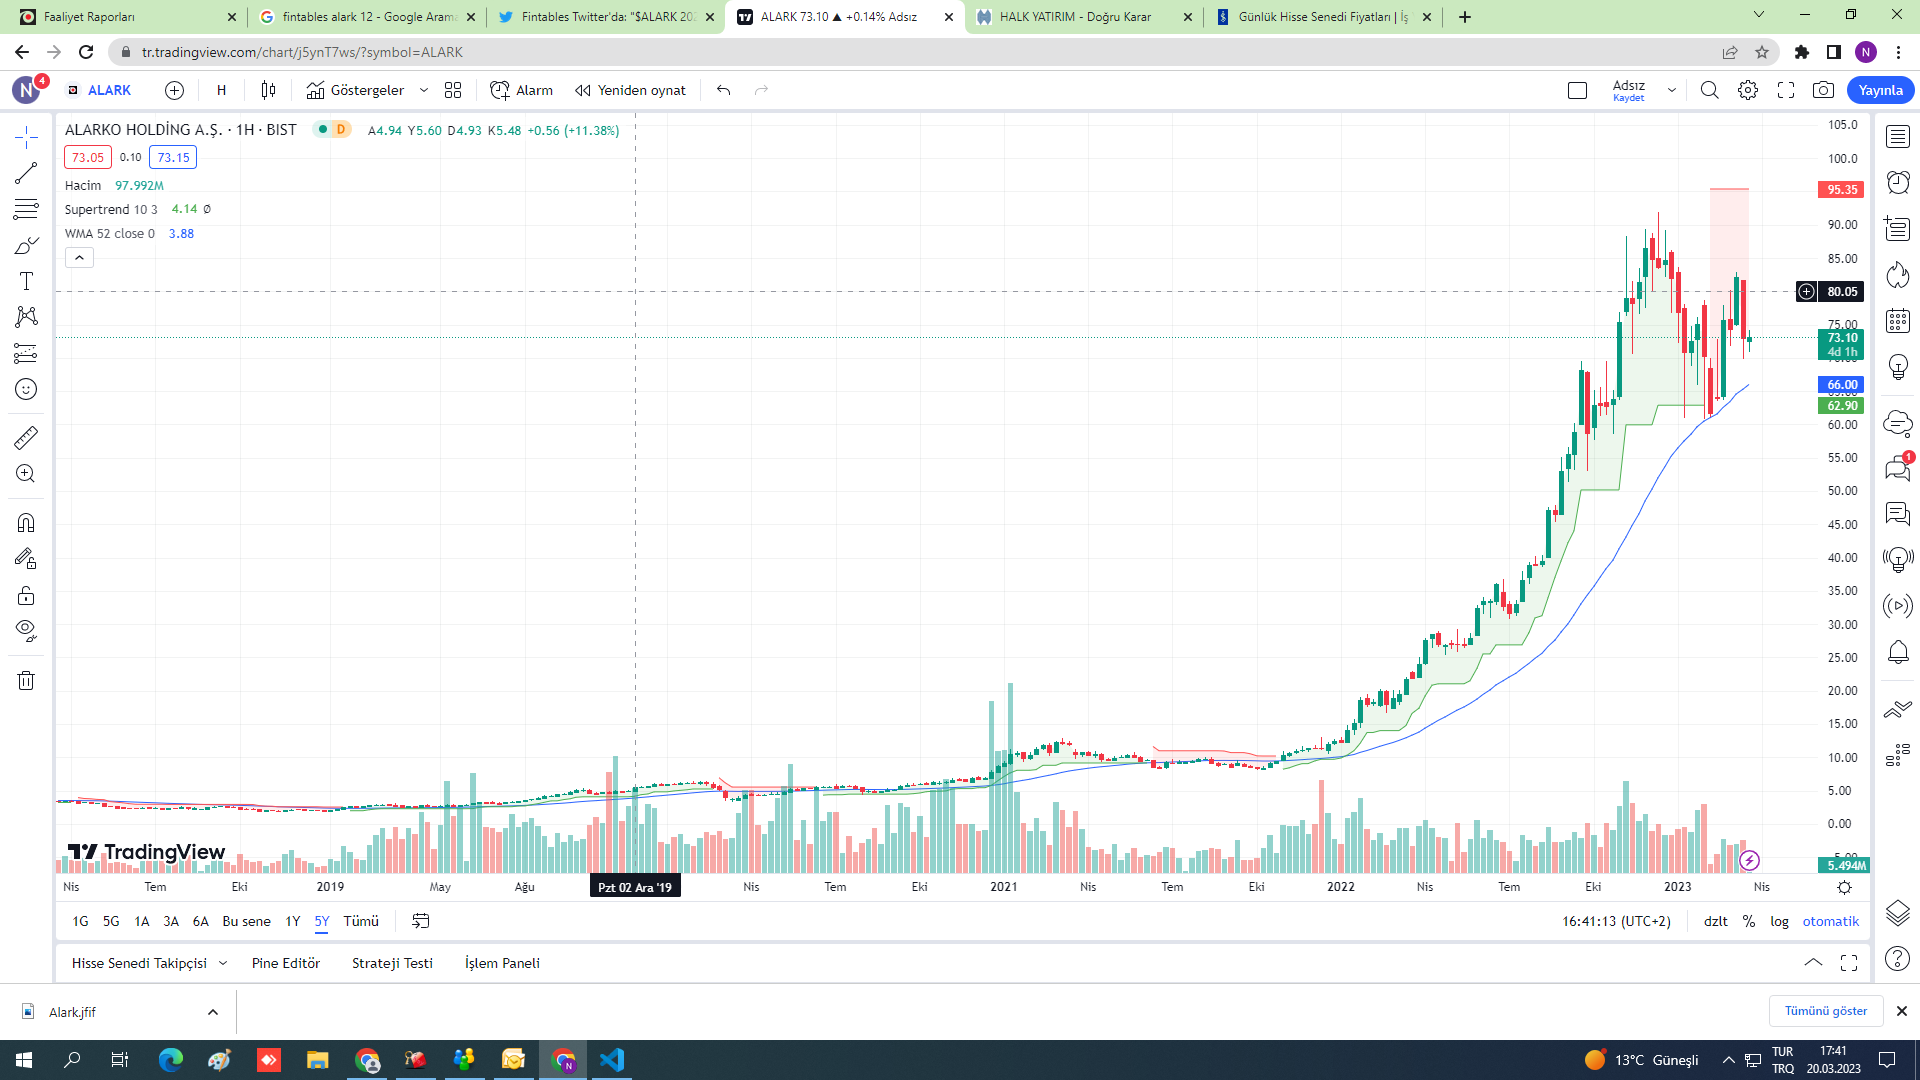 Faaliyet Raporları
fintables alark 12 - Google Arama
Fintables Twitter'da: "$ALARK 202
ALARK 73.10 ▲ +0.14% Adsız
HALK YATIRIM - Doğru Karar
Günlük Hisse Senedi Fiyatları | İş
tr.tradingview.com/chart/j5ynT7ws/?symbol=ALARK
N
N 4
ALARK
H
Göstergeler
Alarm
Yeniden oynat
Adsız
Kaydet
Yayınla
ALARKO HOLDİNG A.Ş. · 1H · BIST
D
A4.94 Y5.60 D4.93 K5.48 +0.56 (+11.38%)
73.05 0.10 73.15
Hacim 97.992M
Supertrend 10 3 4.14 Ø
WMA 52 close 0 3.88
105.0
100.0
95.35
90.00
85.00
80.05
75.00
73.10
4d 1h
66.00
62.90
60.00
55.00
50.00
45.00
40.00
35.00
30.00
25.00
20.00
15.00
10.00
5.00
0.00
5.494M
1
TradingView
Nis Tem Eki 2019 May Ağu Pzt 02 Ara '19 Nis Tem Eki 2021 Nis Tem Eki 2022 Nis Tem Eki 2023 Nis
1G 5G 1A 3A 6A Bu sene 1Y 5Y Tümü
16:41:13 (UTC+2) dzlt % log otomatik
Hisse Senedi Takipçisi Pine Editör Strateji Testi İşlem Paneli
Alark.jfif
Tümünü göster
13°C Güneşli
TUR
TRQ
17:41
20.03.2023